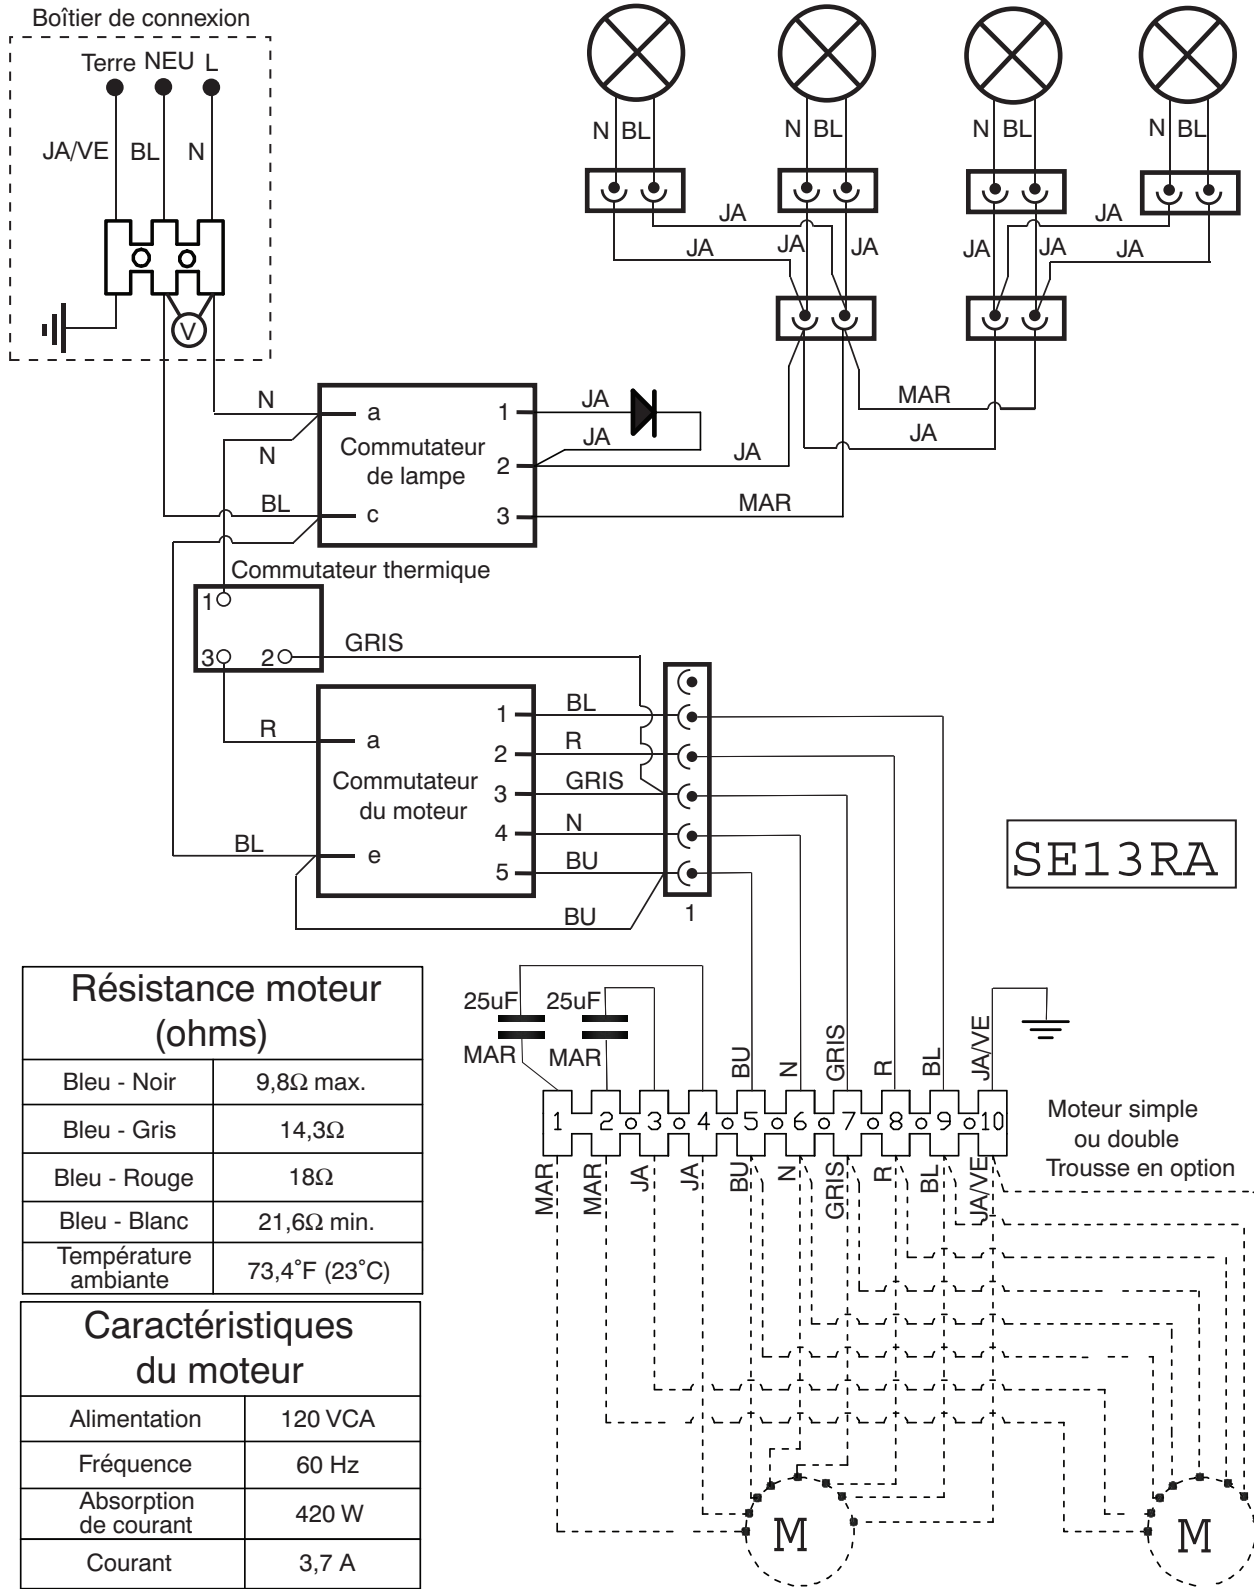 Boîtier de connexion
Terre NEU L
JA/VE BL N
V
N BL N BL N BL N BL
JA JA
JA JA JA JA JA JA
N a 1 JA
Commutateur
de lampe
JA
N 2 JA
MAR
JA
BL c 3 MAR
Commutateur thermique
1
3 2 GRIS
1 BL
R a 2 R
Commutateur
du moteur
3 GRIS
4 N
BL e 5 BU
BU
1
SE13RA
Résistance moteur
(ohms)
Bleu - Noir 9,8Ω max.
Bleu - Gris 14,3Ω
Bleu - Rouge 18Ω
Bleu - Blanc 21,6Ω min.
Température
ambiante
73,4°F (23°C)
Caractéristiques
du moteur
Alimentation 120 VCA
Fréquence 60 Hz
Absorption
de courant
420 W
Courant 3,7 A
25uF 25uF
MAR MAR BU N GRIS R BL JA/VE
1 2 3 4 5 6 7 8 9 10
MAR MAR JA JA BU N GRIS R BL JA/VE
Moteur simple
ou double
Trousse en option
M M